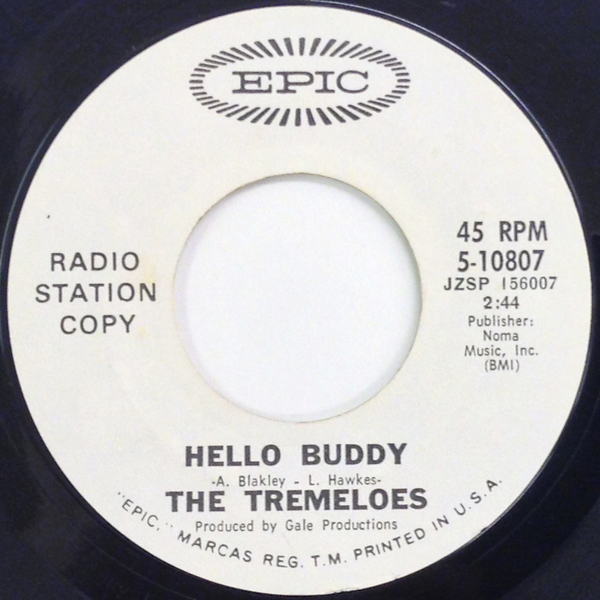 EPIC
RADIO
STATION
COPY
45 RPM
5-10807
JZSP 156007
2:44
Publisher:
Noma
Music, Inc.
(BMI)
HELLO BUDDY
-A. Blakley - L. Hawkes-
THE TREMELOES
Produced by Gale Productions
"EPIC," MARCAS REG. T.M. PRINTED IN U.S.A.